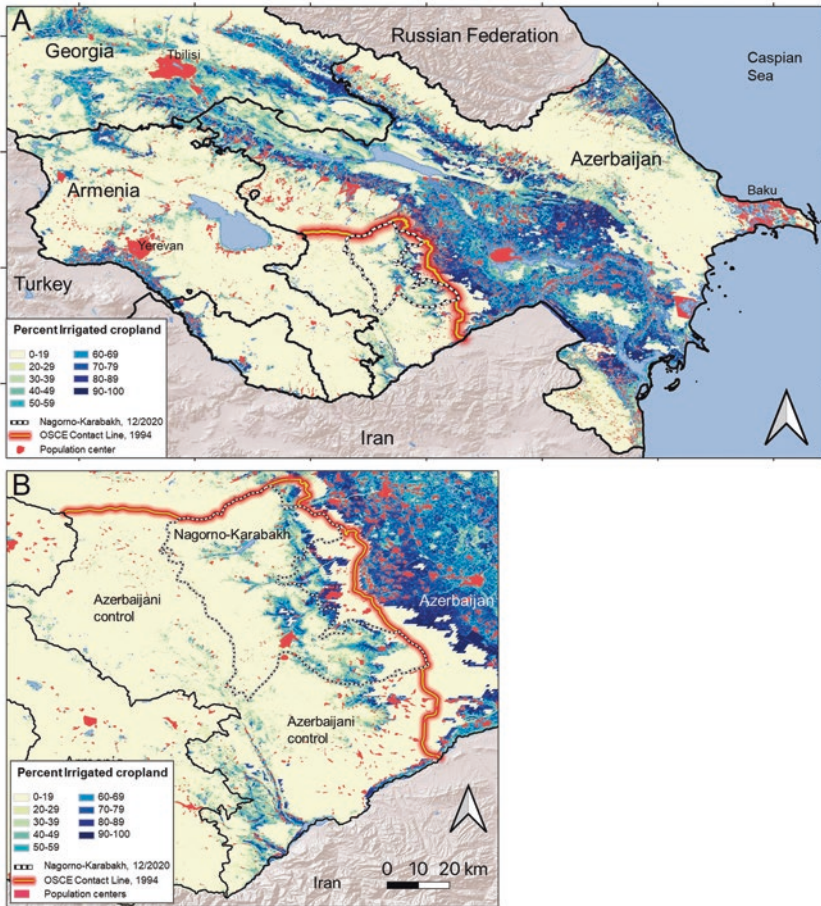 A
Georgia
Tbilisi
Russian Federation
Caspian
Sea
Azerbaijan
Baku
Armenia
Yerevan
Turkey
Iran
Percent Irrigated cropland
0-19
20-29
30-39
40-49
50-59
60-69
70-79
80-89
90-100
Nagorno-Karabakh, 12/2020
OSCE Contact Line, 1994
Population center
B
Nagorno-Karabakh
Azerbaijani
control
Azerbaijan
Azerbaijani
control
Percent Irrigated cropland
0-19
20-29
30-39
40-49
50-59
60-69
70-79
80-89
90-100
Nagorno-Karabakh, 12/2020
OSCE Contact Line, 1994
Population centers
Iran
0 10 20 km